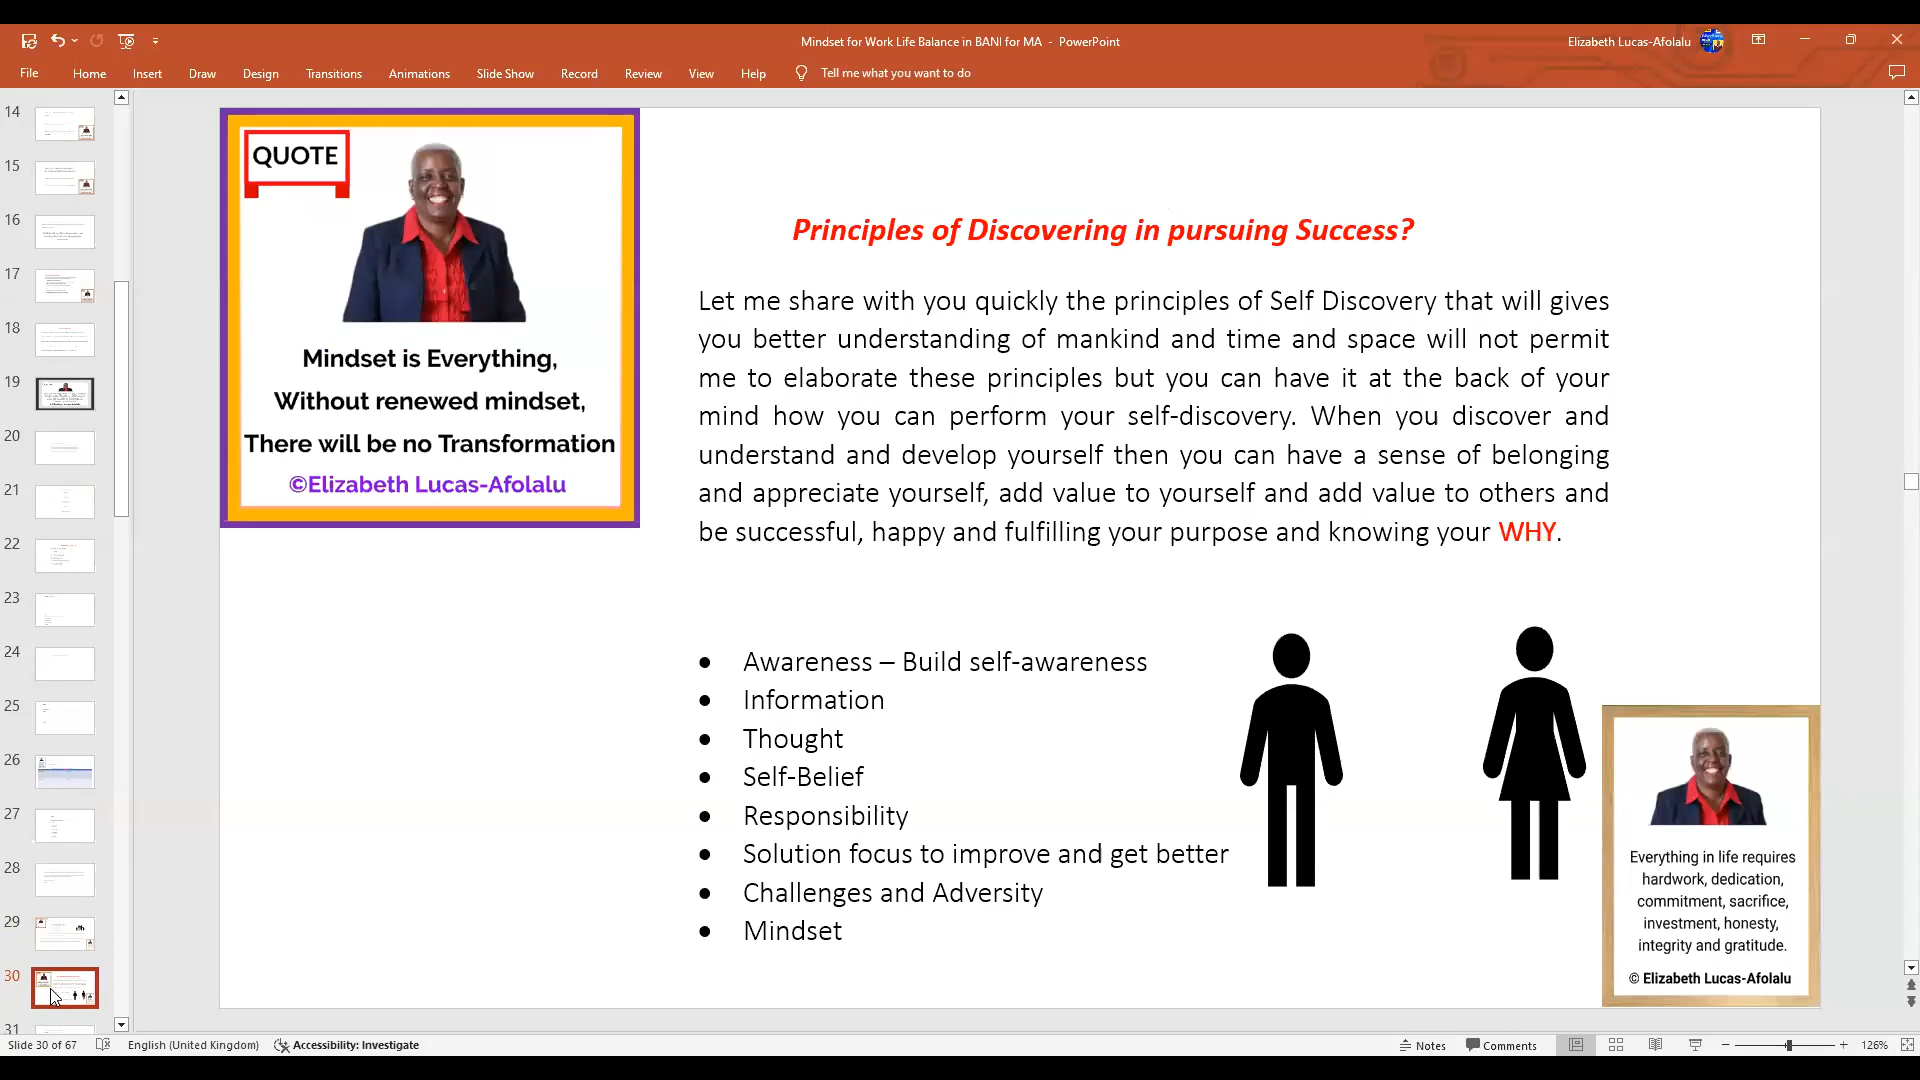 Mindset for Work Life Balance in BANI for MA - PowerPoint
Elizabeth Lucas-Afolalu
File Home Insert Draw Design Transitions Animations Slide Show Record Review View Help Tell me what you want to do
14
15
16
17
18
19
20
21
22
23
24
25
26
27
28
29
30
31
QUOTE
Mindset is Everything,
Without renewed mindset,
There will be no Transformation
©Elizabeth Lucas-Afolalu
Principles of Discovering in pursuing Success?
Let me share with you quickly the principles of Self Discovery that will gives
you better understanding of mankind and time and space will not permit
me to elaborate these principles but you can have it at the back of your
mind how you can perform your self-discovery. When you discover and
understand and develop yourself then you can have a sense of belonging
and appreciate yourself, add value to yourself and add value to others and
be successful, happy and fulfilling your purpose and knowing your WHY.
• Awareness – Build self-awareness
• Information
• Thought
• Self-Belief
• Responsibility
• Solution focus to improve and get better
• Challenges and Adversity
• Mindset
Everything in life requires
hardwork, dedication,
commitment, sacrifice,
investment, honesty,
integrity and gratitude.
© Elizabeth Lucas-Afolalu
Slide 30 of 67 English (United Kingdom) Accessibility: Investigate Notes Comments 126%